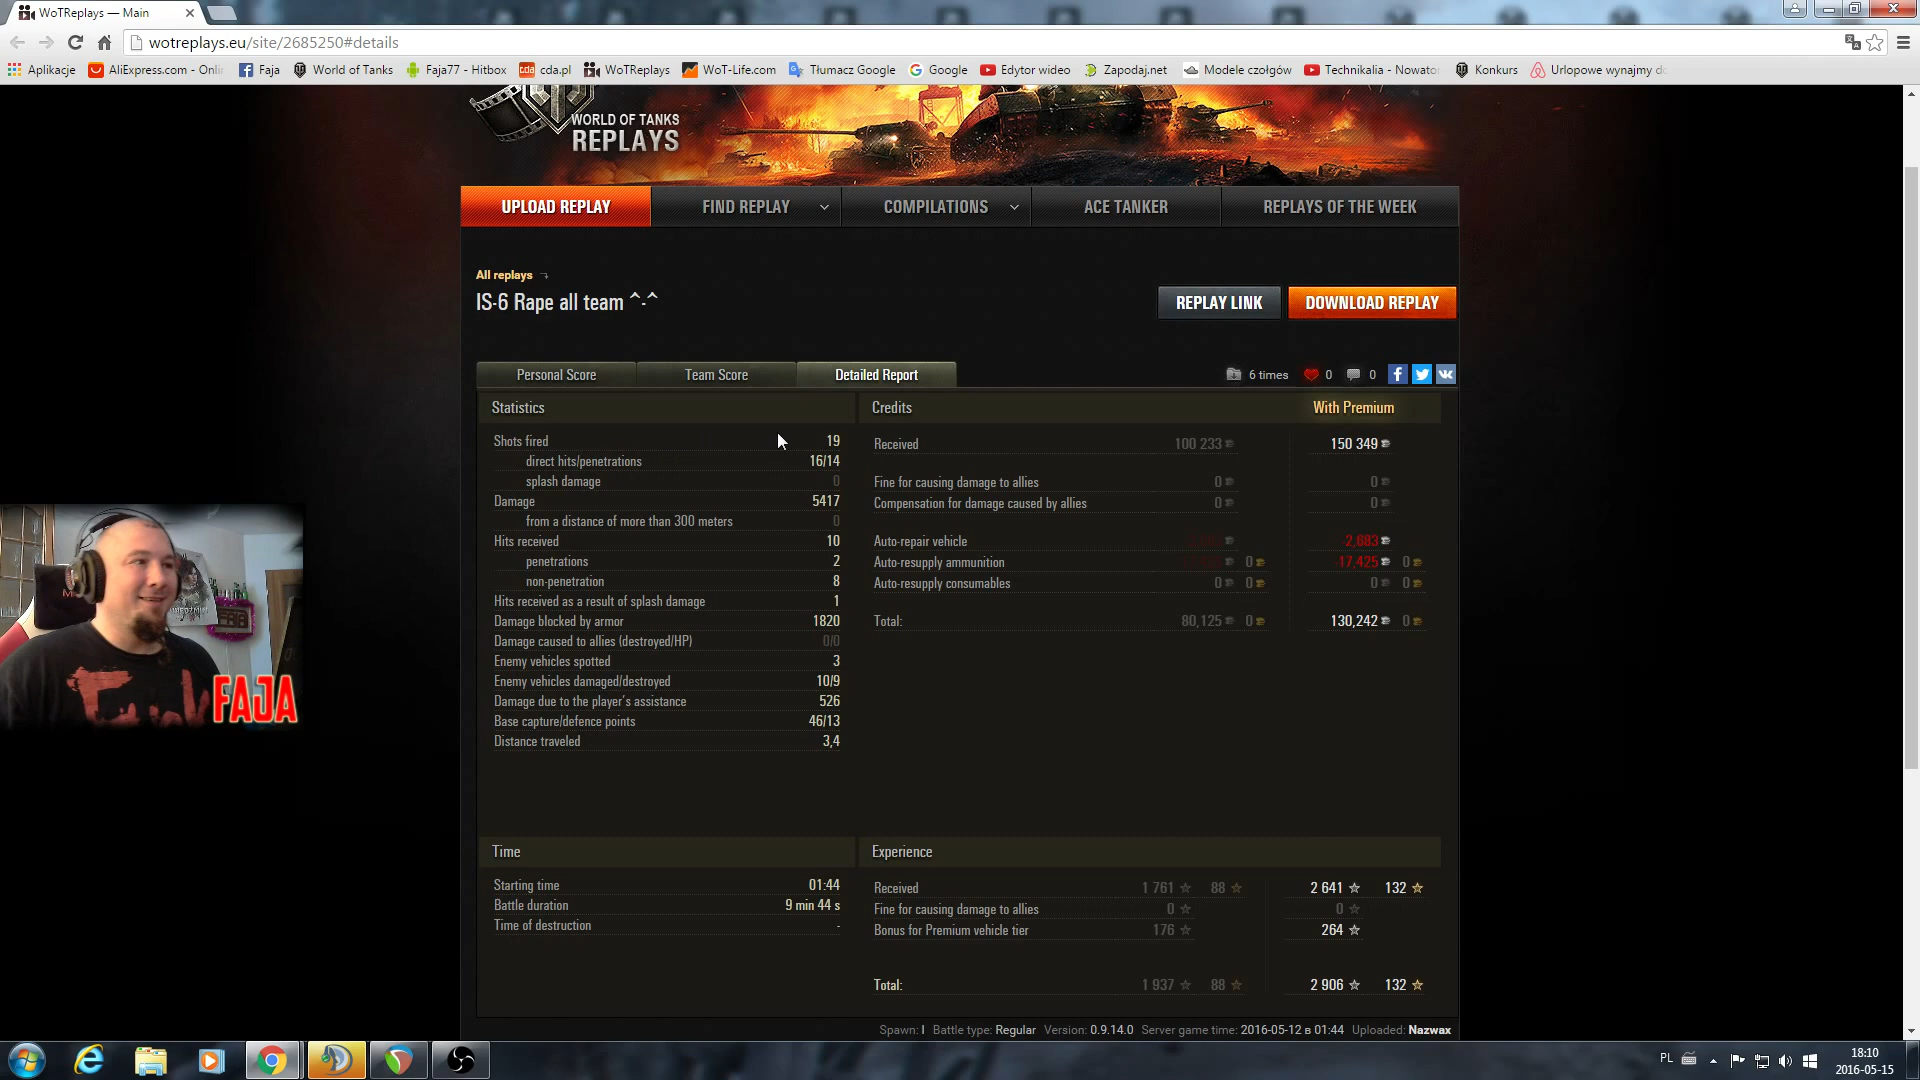 WoTReplays — Main
wotreplays.eu/site/2685250#details
Aplikacje AliExpress.com - Onli Faja World of Tanks Faja77 - Hitbox cda.pl WoTReplays WoT-Life.com Tłumacz Google Google Edytor wideo Zapodaj.net Modele czołgów Technikalia - Nowato Konkurs Urlopowe wynajmy do
WORLD OF TANKS
REPLAYS
UPLOAD REPLAY FIND REPLAY COMPILATIONS ACE TANKER REPLAYS OF THE WEEK
All replays
IS-6 Rape all team ^-^
REPLAY LINK DOWNLOAD REPLAY
Personal Score Team Score Detailed Report 6 times 0 0
Statistics
Shots fired 19
direct hits/penetrations 16/14
splash damage 0
Damage 5417
from a distance of more than 300 meters 0
Hits received 10
penetrations 2
non-penetration 8
Hits received as a result of splash damage 1
Damage blocked by armor 1820
Damage caused to allies (destroyed/HP) 0/0
Enemy vehicles spotted 3
Enemy vehicles damaged/destroyed 10/9
Damage due to the player's assistance 526
Base capture/defence points 46/13
Distance traveled 3,4
Credits With Premium
Received 100 233 150 349
Fine for causing damage to allies 0 0
Compensation for damage caused by allies 0 0
Auto-repair vehicle -2,683
Auto-resupply ammunition 0 -17,425 0
Auto-resupply consumables 0 0 0 0
Total: 80,125 0 130,242 0
Time
Starting time 01:44
Battle duration 9 min 44 s
Time of destruction -
Experience
Received 1 761 88 2 641 132
Fine for causing damage to allies 0 0
Bonus for Premium vehicle tier 176 264
Total: 1 937 88 2 906 132
Spawn: I Battle type: Regular Version: 0.9.14.0 Server game time: 2016-05-12 в 01:44 Uploaded: Nazwax
FAJA
PL
18:10
2016-05-15